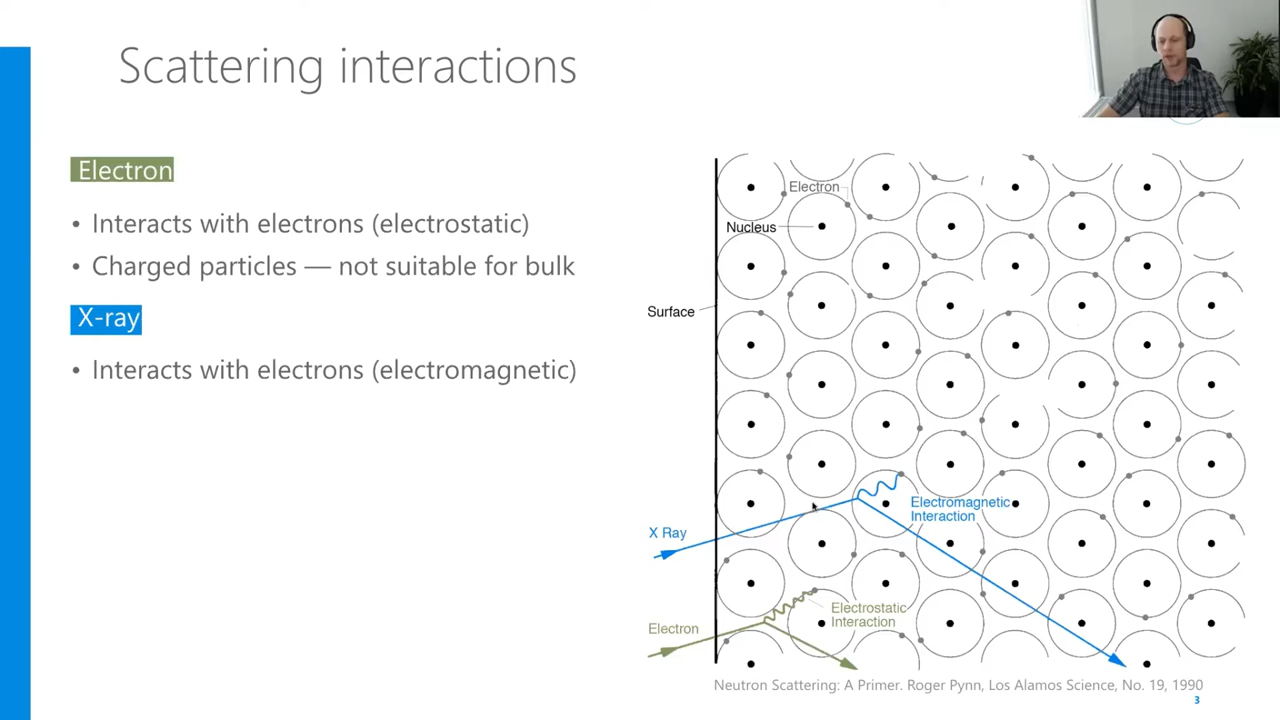 Scattering interactions
Electron
• Interacts with electrons (electrostatic)
• Charged particles — not suitable for bulk
X-ray
• Interacts with electrons (electromagnetic)
Electron
Nucleus
Surface
Electromagnetic
Interaction
X Ray
Electrostatic
Interaction
Electron
Neutron Scattering: A Primer. Roger Pynn, Los Alamos Science, No. 19, 1990
3